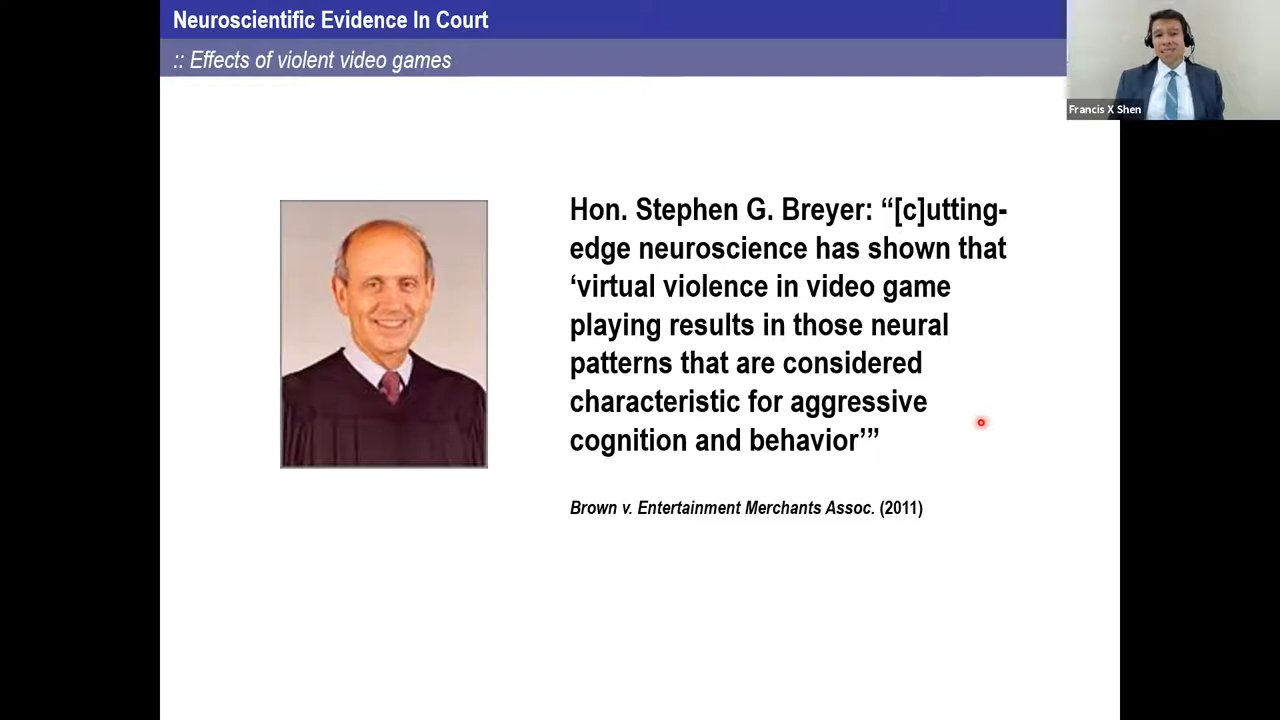 Neuroscientific Evidence In Court
:: Effects of violent video games
Francis X Shen
Hon. Stephen G. Breyer: “[c]utting-
edge neuroscience has shown that
‘virtual violence in video game
playing results in those neural
patterns that are considered
characteristic for aggressive
cognition and behavior’”
Brown v. Entertainment Merchants Assoc. (2011)